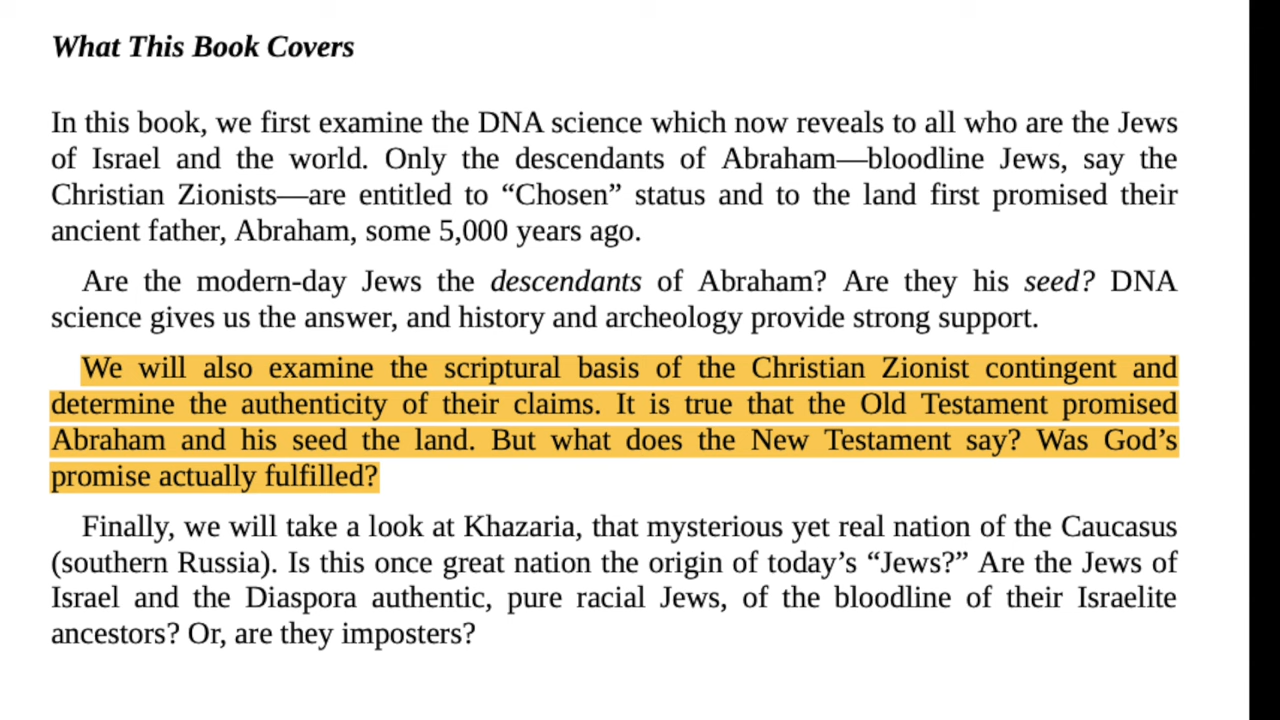 What This Book Covers
In this book, we first examine the DNA science which now reveals to all who are the Jews
of Israel and the world. Only the descendants of Abraham—bloodline Jews, say the
Christian Zionists—are entitled to “Chosen” status and to the land first promised their
ancient father, Abraham, some 5,000 years ago.
Are the modern-day Jews the descendants of Abraham? Are they his seed? DNA
science gives us the answer, and history and archeology provide strong support.
We will also examine the scriptural basis of the Christian Zionist contingent and
determine the authenticity of their claims. It is true that the Old Testament promised
Abraham and his seed the land. But what does the New Testament say? Was God’s
promise actually fulfilled?
Finally, we will take a look at Khazaria, that mysterious yet real nation of the Caucasus
(southern Russia). Is this once great nation the origin of today’s “Jews?” Are the Jews of
Israel and the Diaspora authentic, pure racial Jews, of the bloodline of their Israelite
ancestors? Or, are they imposters?